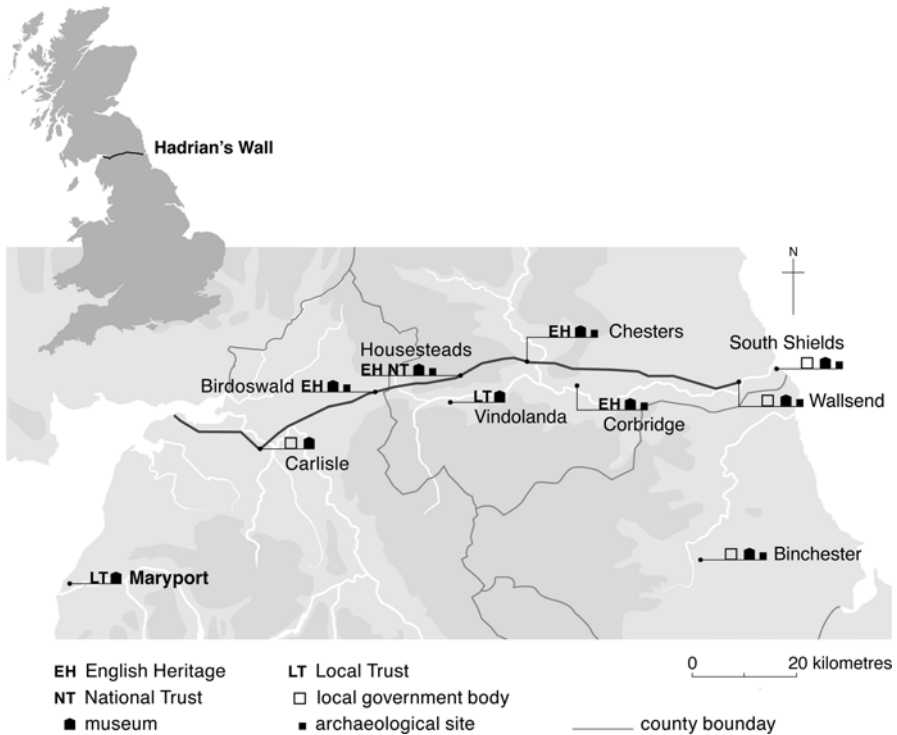 Hadrian's Wall
N
EH Chesters
South Shields
Housesteads
EH NT
Birdoswald EH
LT
Vindolanda
EH
Corbridge
Wallsend
Carlisle
Binchester
LT Maryport
EH English Heritage
LT Local Trust
0 20 kilometres
NT National Trust
local government body
museum
archaeological site
county bounday